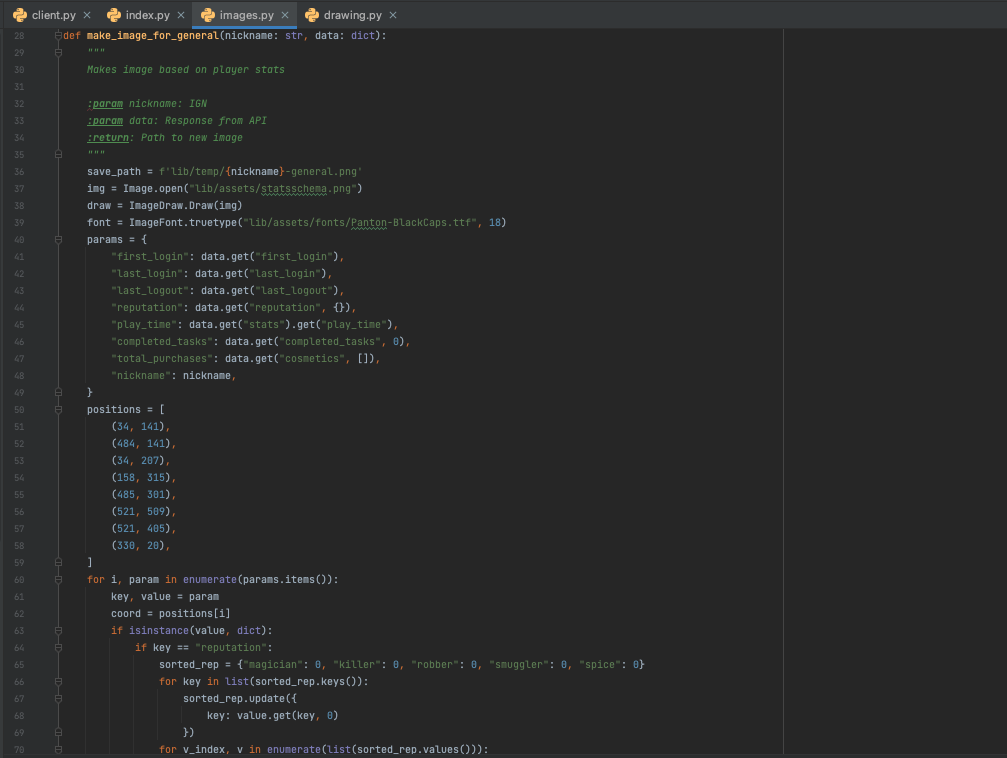 client.py index.py images.py drawing.py
28 def make_image_for_general(nickname: str, data: dict):
29 """
30 Makes image based on player stats
31
32 :param nickname: IGN
33 :param data: Response from API
34 :return: Path to new image
35 """
36 save_path = f'lib/temp/{nickname}-general.png'
37 img = Image.open("lib/assets/statsschema.png")
38 draw = ImageDraw.Draw(img)
39 font = ImageFont.truetype("lib/assets/fonts/Panton-BlackCaps.ttf", 18)
40 params = {
41 "first_login": data.get("first_login"),
42 "last_login": data.get("last_login"),
43 "last_logout": data.get("last_logout"),
44 "reputation": data.get("reputation", {}),
45 "play_time": data.get("stats").get("play_time"),
46 "completed_tasks": data.get("completed_tasks", 0),
47 "total_purchases": data.get("cosmetics", []),
48 "nickname": nickname,
49 }
50 positions = [
51 (34, 141),
52 (484, 141),
53 (34, 207),
54 (158, 315),
55 (485, 301),
56 (521, 509),
57 (521, 405),
58 (330, 20),
59 ]
60 for i, param in enumerate(params.items()):
61 key, value = param
62 coord = positions[i]
63 if isinstance(value, dict):
64 if key == "reputation":
65 sorted_rep = {"magician": 0, "killer": 0, "robber": 0, "smuggler": 0, "spice": 0}
66 for key in list(sorted_rep.keys()):
67 sorted_rep.update({
68 key: value.get(key, 0)
69 })
70 for v_index, v in enumerate(list(sorted_rep.values())):